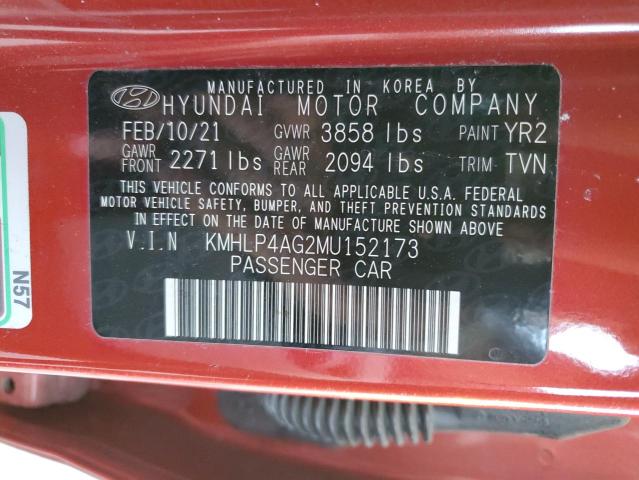 MANUFACTURED IN KOREA BY
HYUNDAI MOTOR COMPANY
FEB/10/21 GVWR 3858 lbs PAINT YR2
GAWR FRONT 2271 lbs GAWR REAR 2094 lbs TRIM TVN
THIS VEHICLE CONFORMS TO ALL APPLICABLE U.S.A. FEDERAL
MOTOR VEHICLE SAFETY, BUMPER, AND THEFT PREVENTION STANDARDS
IN EFFECT ON THE DATE OF MANUFACTURE SHOWN ABOVE.
V.I.N KMHLP4AG2MU152173
PASSENGER CAR
N57